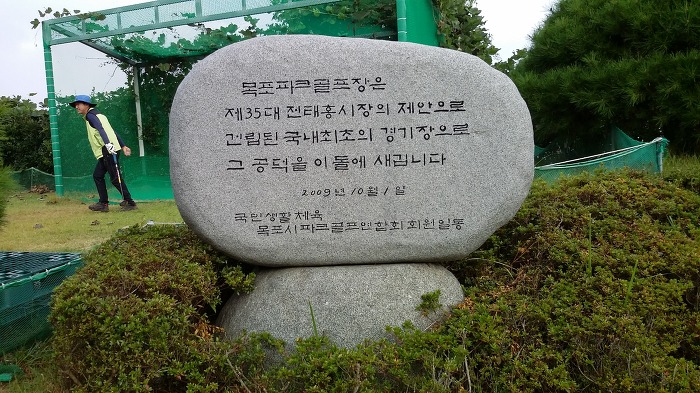 목포파크골프장은
제35대 전태홍시장의 제안으로
건립된 국내최초의 경기장으로
그 공덕을 이 돌에 새깁니다
2009년 10월 1일
국민생활체육
목포시파크골프연합회 회원일동